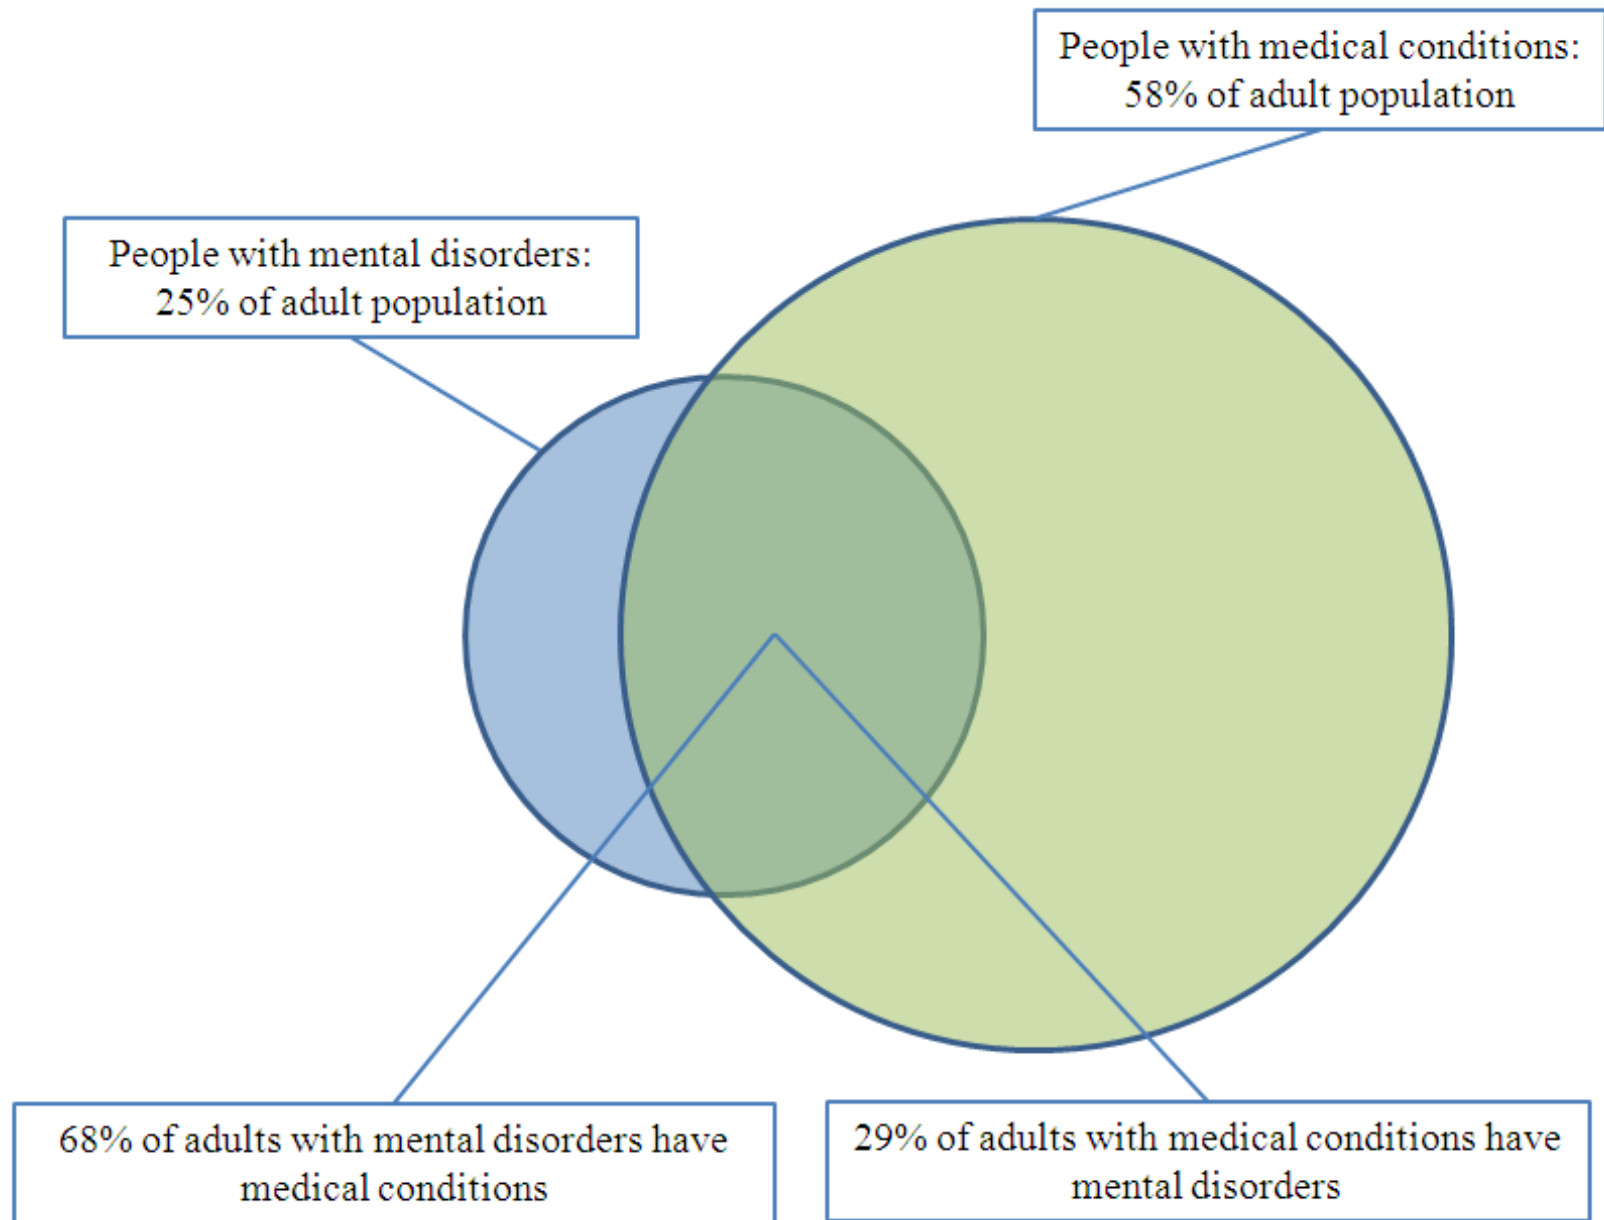 People with medical conditions:
58% of adult population
People with mental disorders:
25% of adult population
68% of adults with mental disorders have
medical conditions
29% of adults with medical conditions have
mental disorders